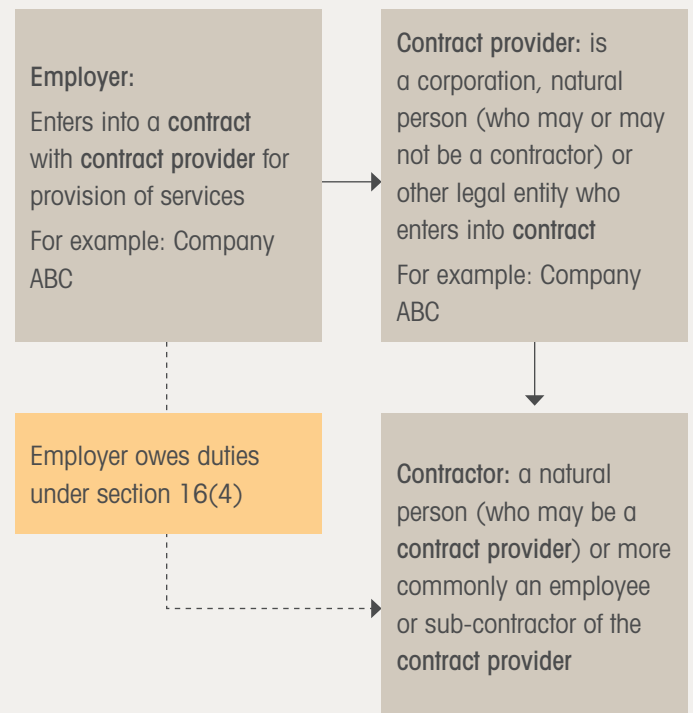 Employer:
Enters into a contract
with contract provider for
provision of services
For example: Company
ABC
Contract provider: is
a corporation, natural
person (who may or may
not be a contractor) or
other legal entity who
enters into contract
For example: Company
ABC
Employer owes duties
under section 16(4)
Contractor: a natural
person (who may be a
contract provider) or more
commonly an employee
or sub-contractor of the
contract provider